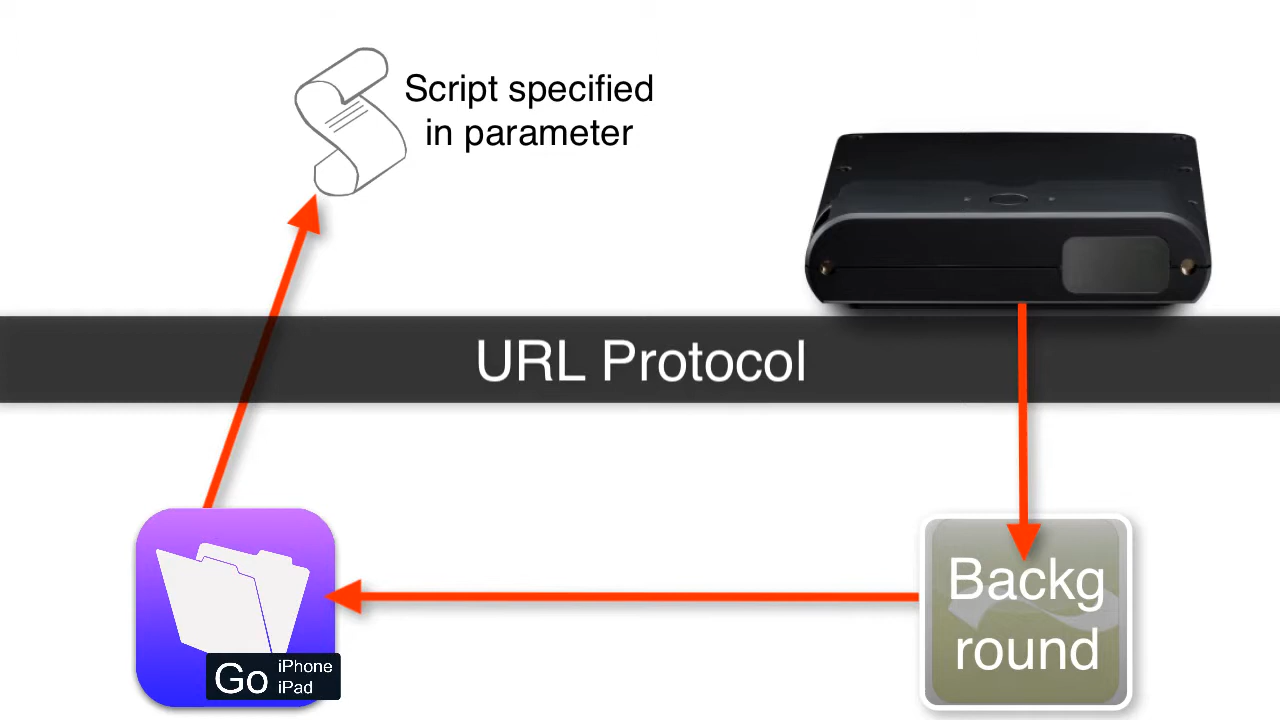 Script specified
in parameter
URL Protocol
Backg
round
Go
iPhone
iPad